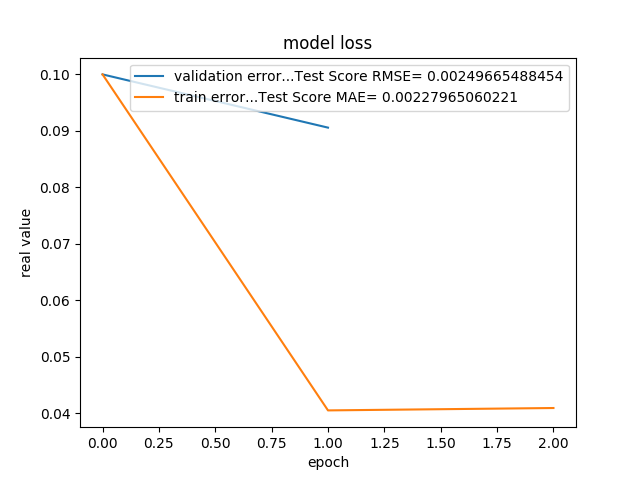 model loss
validation error...Test Score RMSE= 0.00249665488454
train error...Test Score MAE= 0.00227965060221
0.10
0.09
0.08
0.07
0.06
0.05
0.04
real value
0.00 0.25 0.50 0.75 1.00 1.25 1.50 1.75 2.00
epoch